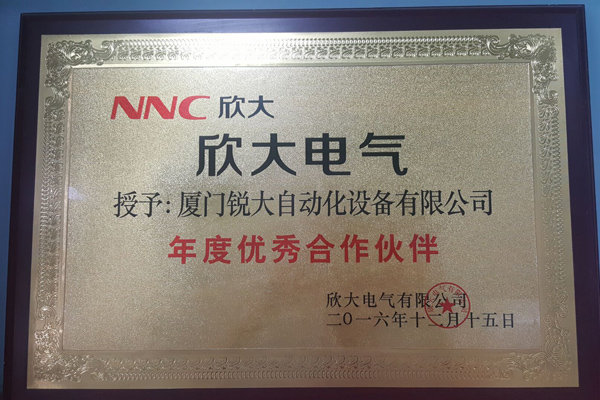 NNC 欣大
欣大电气
授予：厦门锐大自动化设备有限公司
年度优秀合作伙伴
欣大电气有限公司
二〇一六年十二月十五日